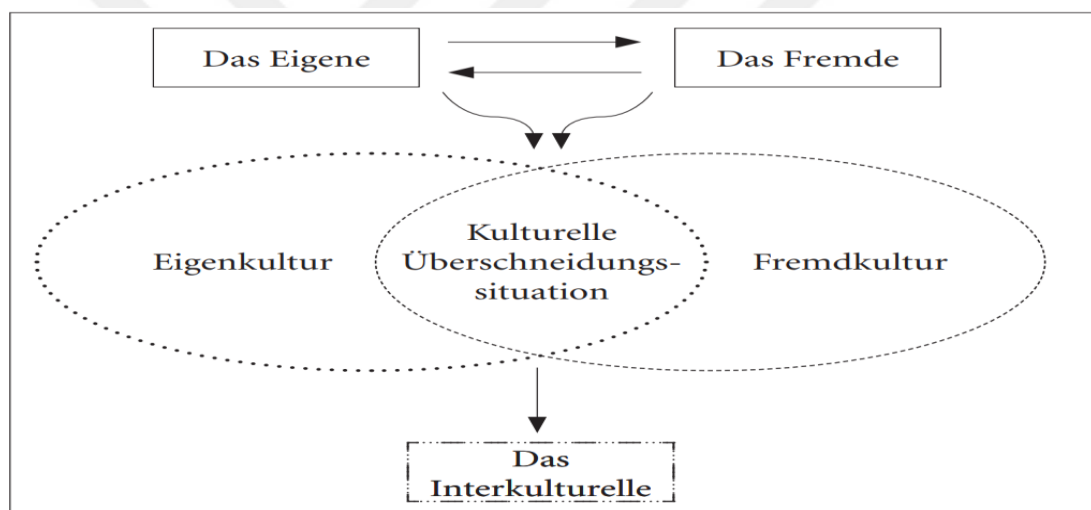 Das Eigene
Das Fremde
Eigenkultur
Kulturelle
Überschneidungs-
situation
Fremdkultur
Das
Interkulturelle